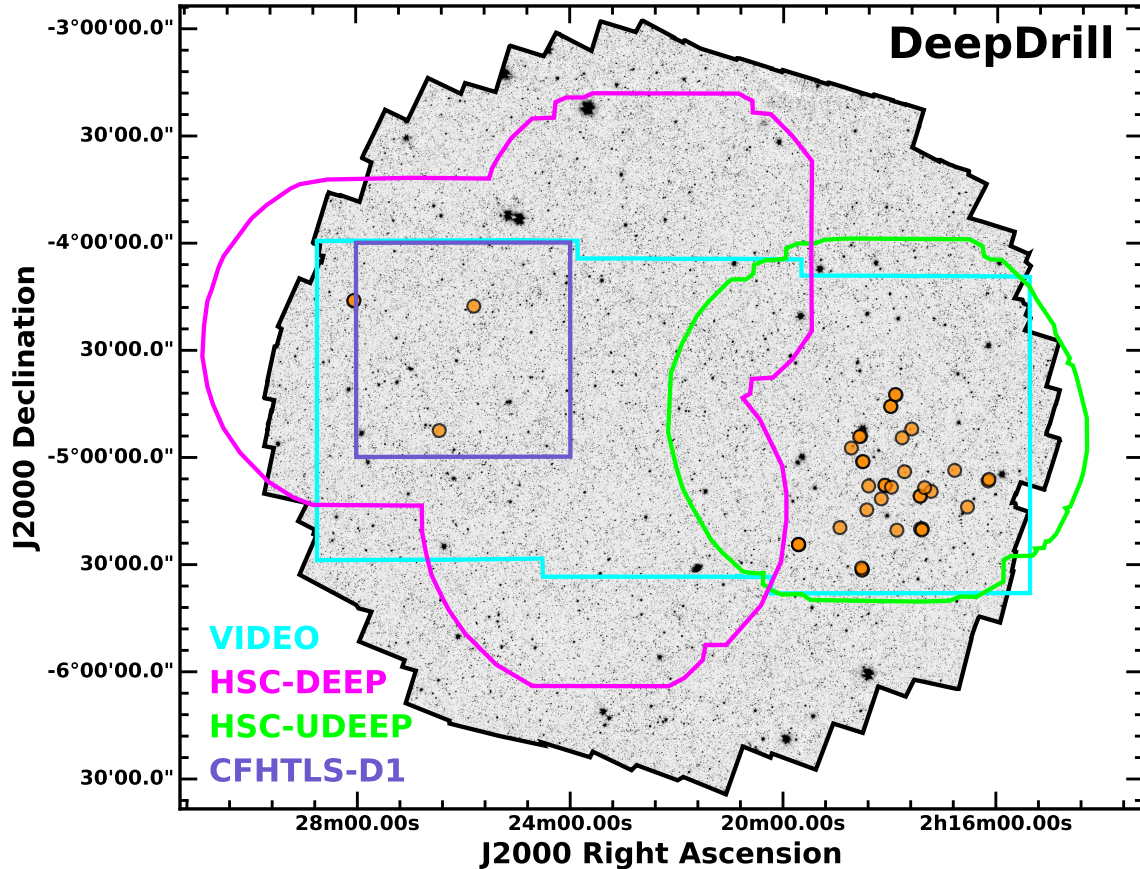 DeepDrill
-3°00'00.0"
30'00.0"
-4°00'00.0"
30'00.0"
-5°00'00.0"
30'00.0"
-6°00'00.0"
30'00.0"
J2000 Declination
VIDEO
HSC-DEEP
HSC-UDEEP
CFHTLS-D1
28m00.00s 24m00.00s 20m00.00s 2h16m00.00s
J2000 Right Ascension